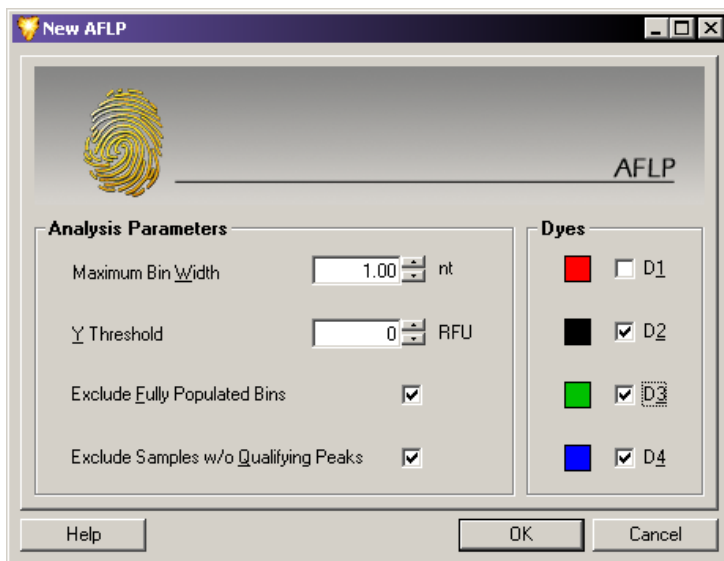 New AFLP
AFLP
Analysis Parameters
Maximum Bin Width 1.00 nt
Y Threshold 0 RFU
Exclude Fully Populated Bins
Exclude Samples w/o Qualifying Peaks
Dyes
D1
D2
D3
D4
Help OK Cancel